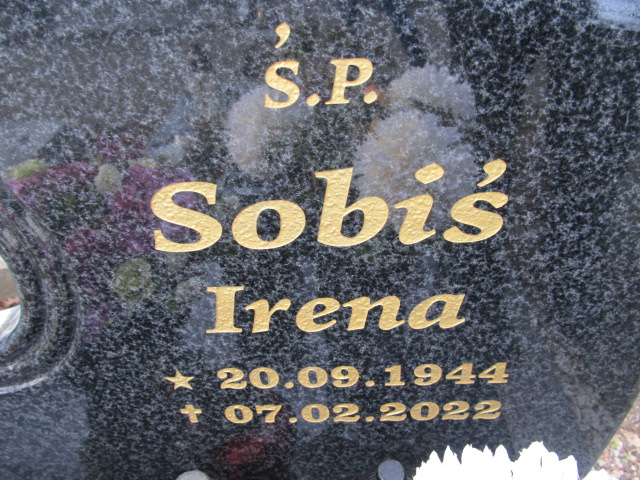 Ś.P.
Sobiś
Irena
★ 20.09.1944
✝ 07.02.2022